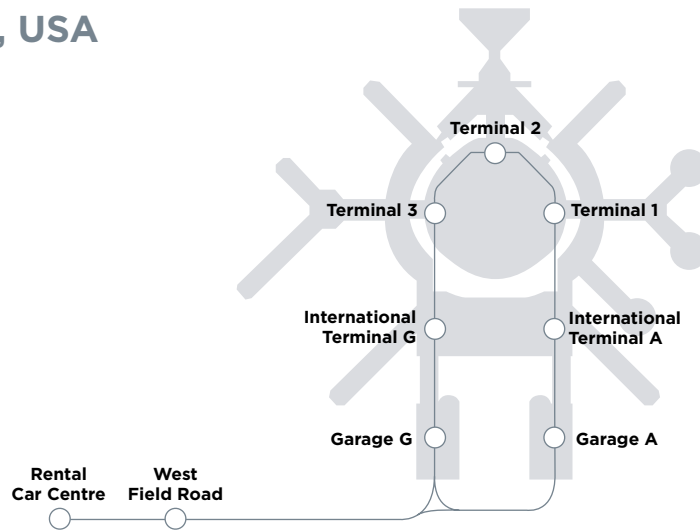 , USA
Terminal 2
Terminal 3
Terminal 1
International
Terminal G
International
Terminal A
Garage G
Garage A
Rental
Car Centre
West
Field Road